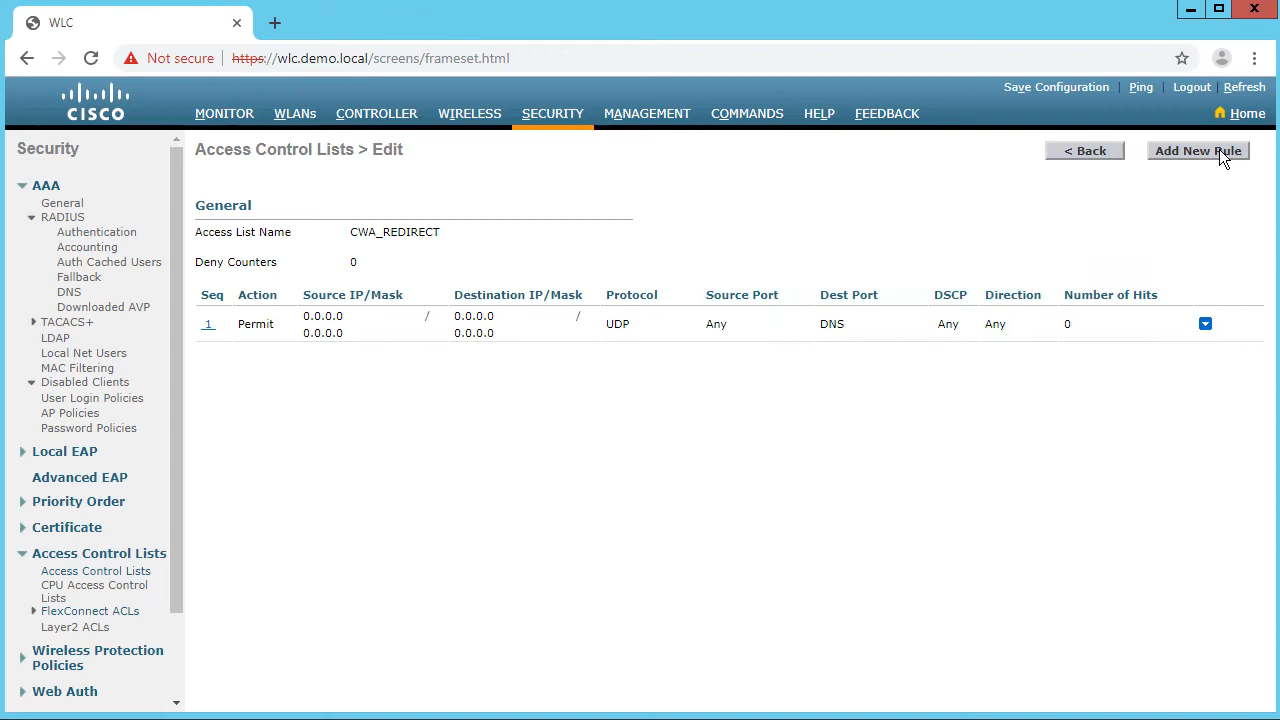 WLC
Not secure https://wlc.demo.local/screens/frameset.html
Save Configuration Ping Logout Refresh
CISCO
MONITOR WLANs CONTROLLER WIRELESS SECURITY MANAGEMENT COMMANDS HELP FEEDBACK Home
Security
Access Control Lists > Edit
< Back Add New Rule
AAA
General
RADIUS
Authentication
Accounting
Auth Cached Users
Fallback
DNS
Downloaded AVP
TACACS+
LDAP
Local Net Users
MAC Filtering
Disabled Clients
User Login Policies
AP Policies
Password Policies
Local EAP
Advanced EAP
Priority Order
Certificate
Access Control Lists
Access Control Lists
CPU Access Control
Lists
FlexConnect ACLs
Layer2 ACLs
Wireless Protection
Policies
Web Auth
General
Access List Name CWA_REDIRECT
Deny Counters 0
Seq Action Source IP/Mask Destination IP/Mask Protocol Source Port Dest Port DSCP Direction Number of Hits
1 Permit 0.0.0.0 / 0.0.0.0 / UDP Any DNS Any Any 0
0.0.0.0 0.0.0.0